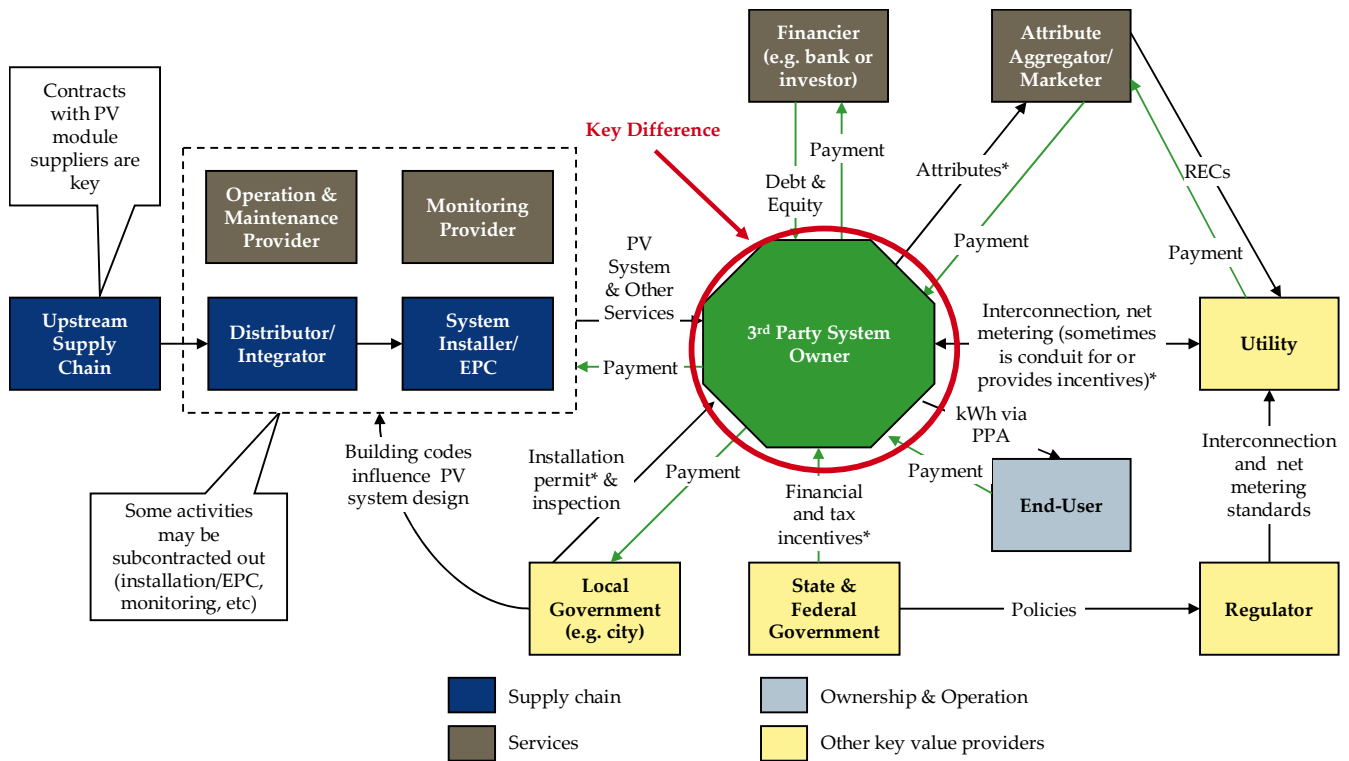 Contracts
with PV
module
suppliers are
key
Financier
(e.g. bank or
investor)
Attribute
Aggregator/
Marketer
Key Difference
Payment
Debt &
Equity
Attributes*
RECs
Payment
Payment
Operation &
Maintenance
Provider
Monitoring
Provider
PV
System
& Other
Services
Upstream
Supply
Chain
Distributor/
Integrator
System
Installer/
EPC
3rd Party System
Owner
Interconnection, net
metering (sometimes
is conduit for or
provides incentives)*
Utility
Payment
kWh via
PPA
Building codes
influence PV
system design
Installation
permit* &
inspection
Payment
Payment
Financial
and tax
incentives*
End-User
Interconnection
and net
metering
standards
Some activities
may be
subcontracted out
(installation/EPC,
monitoring, etc)
Local
Government
(e.g. city)
State &
Federal
Government
Policies
Regulator
Supply chain
Ownership & Operation
Services
Other key value providers